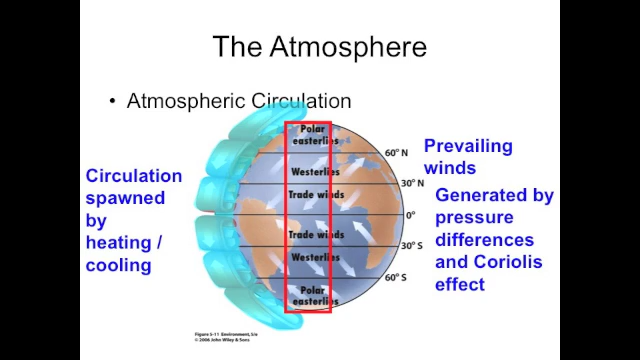 The Atmosphere
• Atmospheric Circulation
Circulation
spawned
by
heating /
cooling
Polar
easterlies
Westerlies
Trade winds
Trade winds
Westerlies
Polar
easterlies
60° N
30° N
0°
30° S
60° S
Prevailing
winds
Generated by
pressure
differences
and Coriolis
effect
Figure 5-11 Environment, 5/e
© 2006 John Wiley & Sons